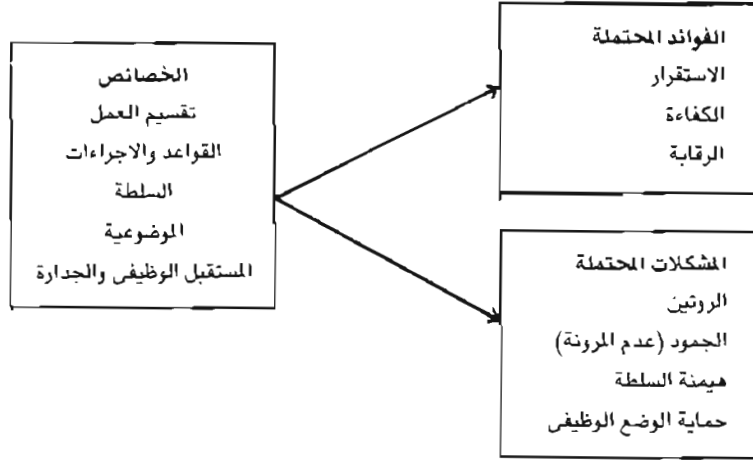 الخصائص
تقسيم العمل
القواعد والاجراءات
السلطة
الموضوعية
المستقبل الوظيفى والجدارة
الفوائد المحتملة
الاستقرار
الكفاءة
الرقابة
المشكلات المحتملة
الروتين
الجمود (عدم المرونة)
هيمنة السلطة
حماية الوضع الوظيفى